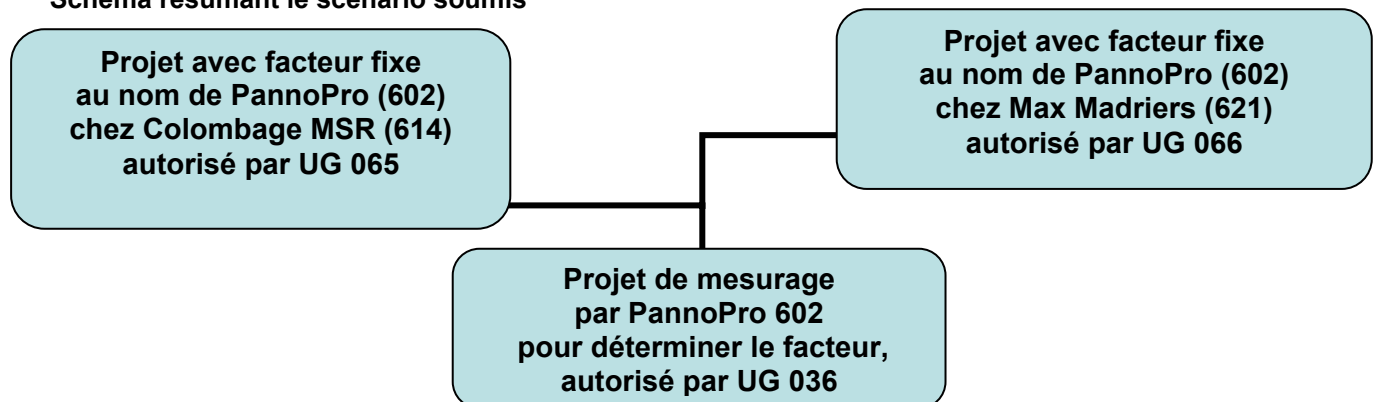 Schéma résumant le scénario soumis
Projet avec facteur fixe
au nom de PannoPro (602)
chez Colombage MSR (614)
autorisé par UG 065
Projet avec facteur fixe
au nom de PannoPro (602)
chez Max Madriers (621)
autorisé par UG 066
Projet de mesurage
par PannoPro 602
pour déterminer le facteur,
autorisé par UG 036